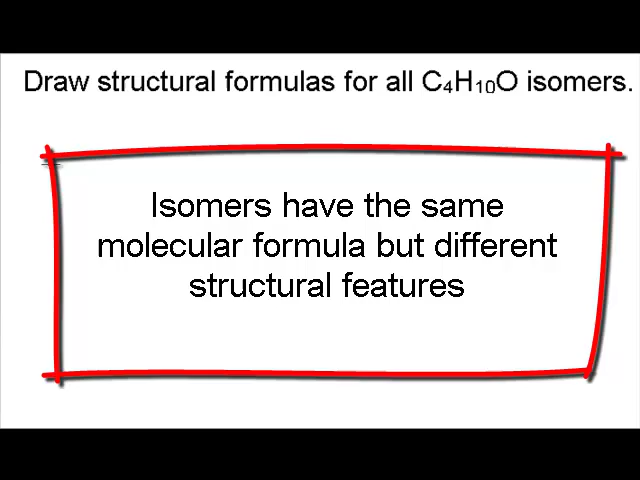 Draw structural formulas for all C₄H₁₀O isomers.
Isomers have the same
molecular formula but different
structural features